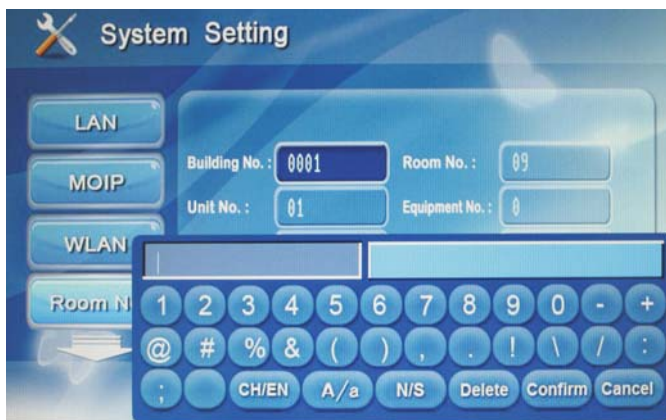 System Setting
LAN
MOIP
WLAN
Room N
Building No. : 0001
Room No. : 09
Unit No. : 01
Equipment No. : 0
1 2 3 4 5 6 7 8 9 0 - +
@ # % & ( ) , . ! \ / :
; CH/EN A/a N/S Delete Confirm Cancel